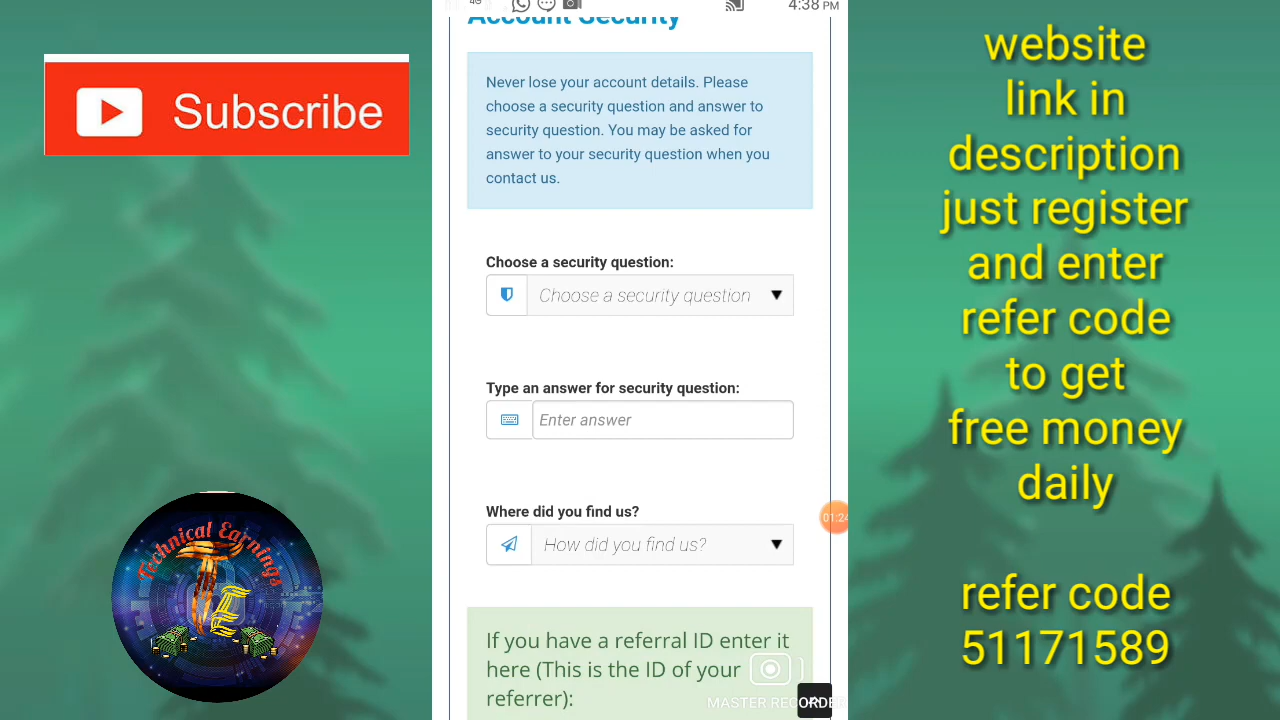 4G
4:38 PM
Account Security
Subscribe
Never lose your account details. Please
choose a security question and answer to
security question. You may be asked for
answer to your security question when you
contact us.
Choose a security question:
Choose a security question
Type an answer for security question:
Enter answer
Where did you find us?
How did you find us?
01:24
If you have a referral ID enter it
here (This is the ID of your
referrer):
MASTER RECORDER
Technical Earnings
TE
website
link in
description
just register
and enter
refer code
to get
free money
daily
refer code
51171589